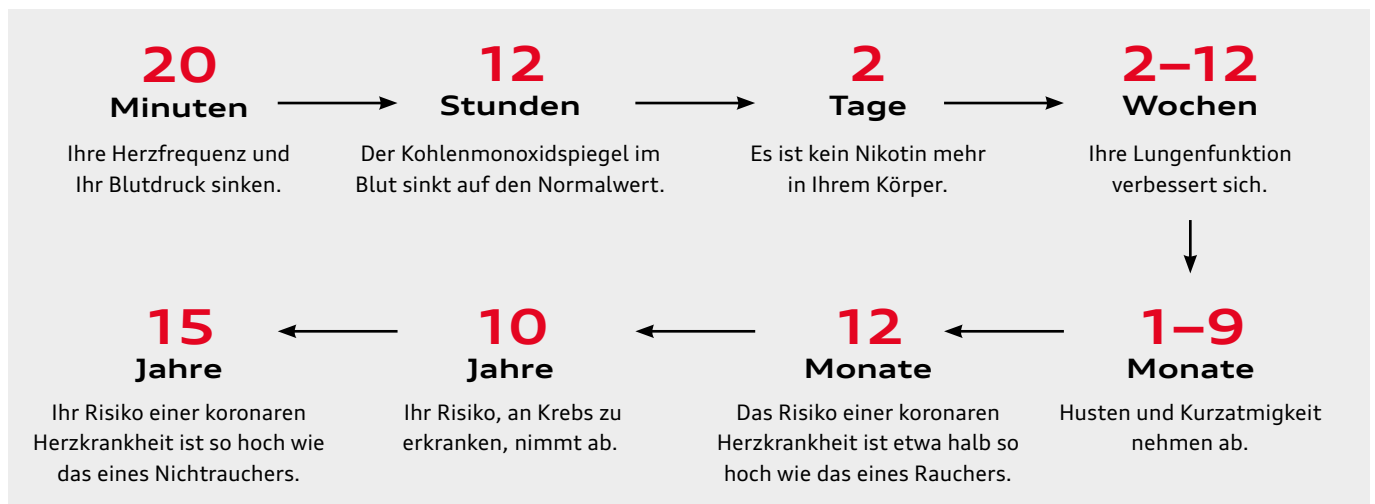 20
Minuten
Ihre Herzfrequenz und
Ihr Blutdruck sinken.
12
Stunden
Der Kohlenmonoxidspiegel im
Blut sinkt auf den Normalwert.
2
Tage
Es ist kein Nikotin mehr
in Ihrem Körper.
2–12
Wochen
Ihre Lungenfunktion
verbessert sich.
1–9
Monate
Husten und Kurzatmigkeit
nehmen ab.
12
Monate
Das Risiko einer koronaren
Herzkrankheit ist etwa halb so
hoch wie das eines Rauchers.
10
Jahre
Ihr Risiko, an Krebs zu
erkranken, nimmt ab.
15
Jahre
Ihr Risiko einer koronaren
Herzkrankheit ist so hoch wie
das eines Nichtrauchers.